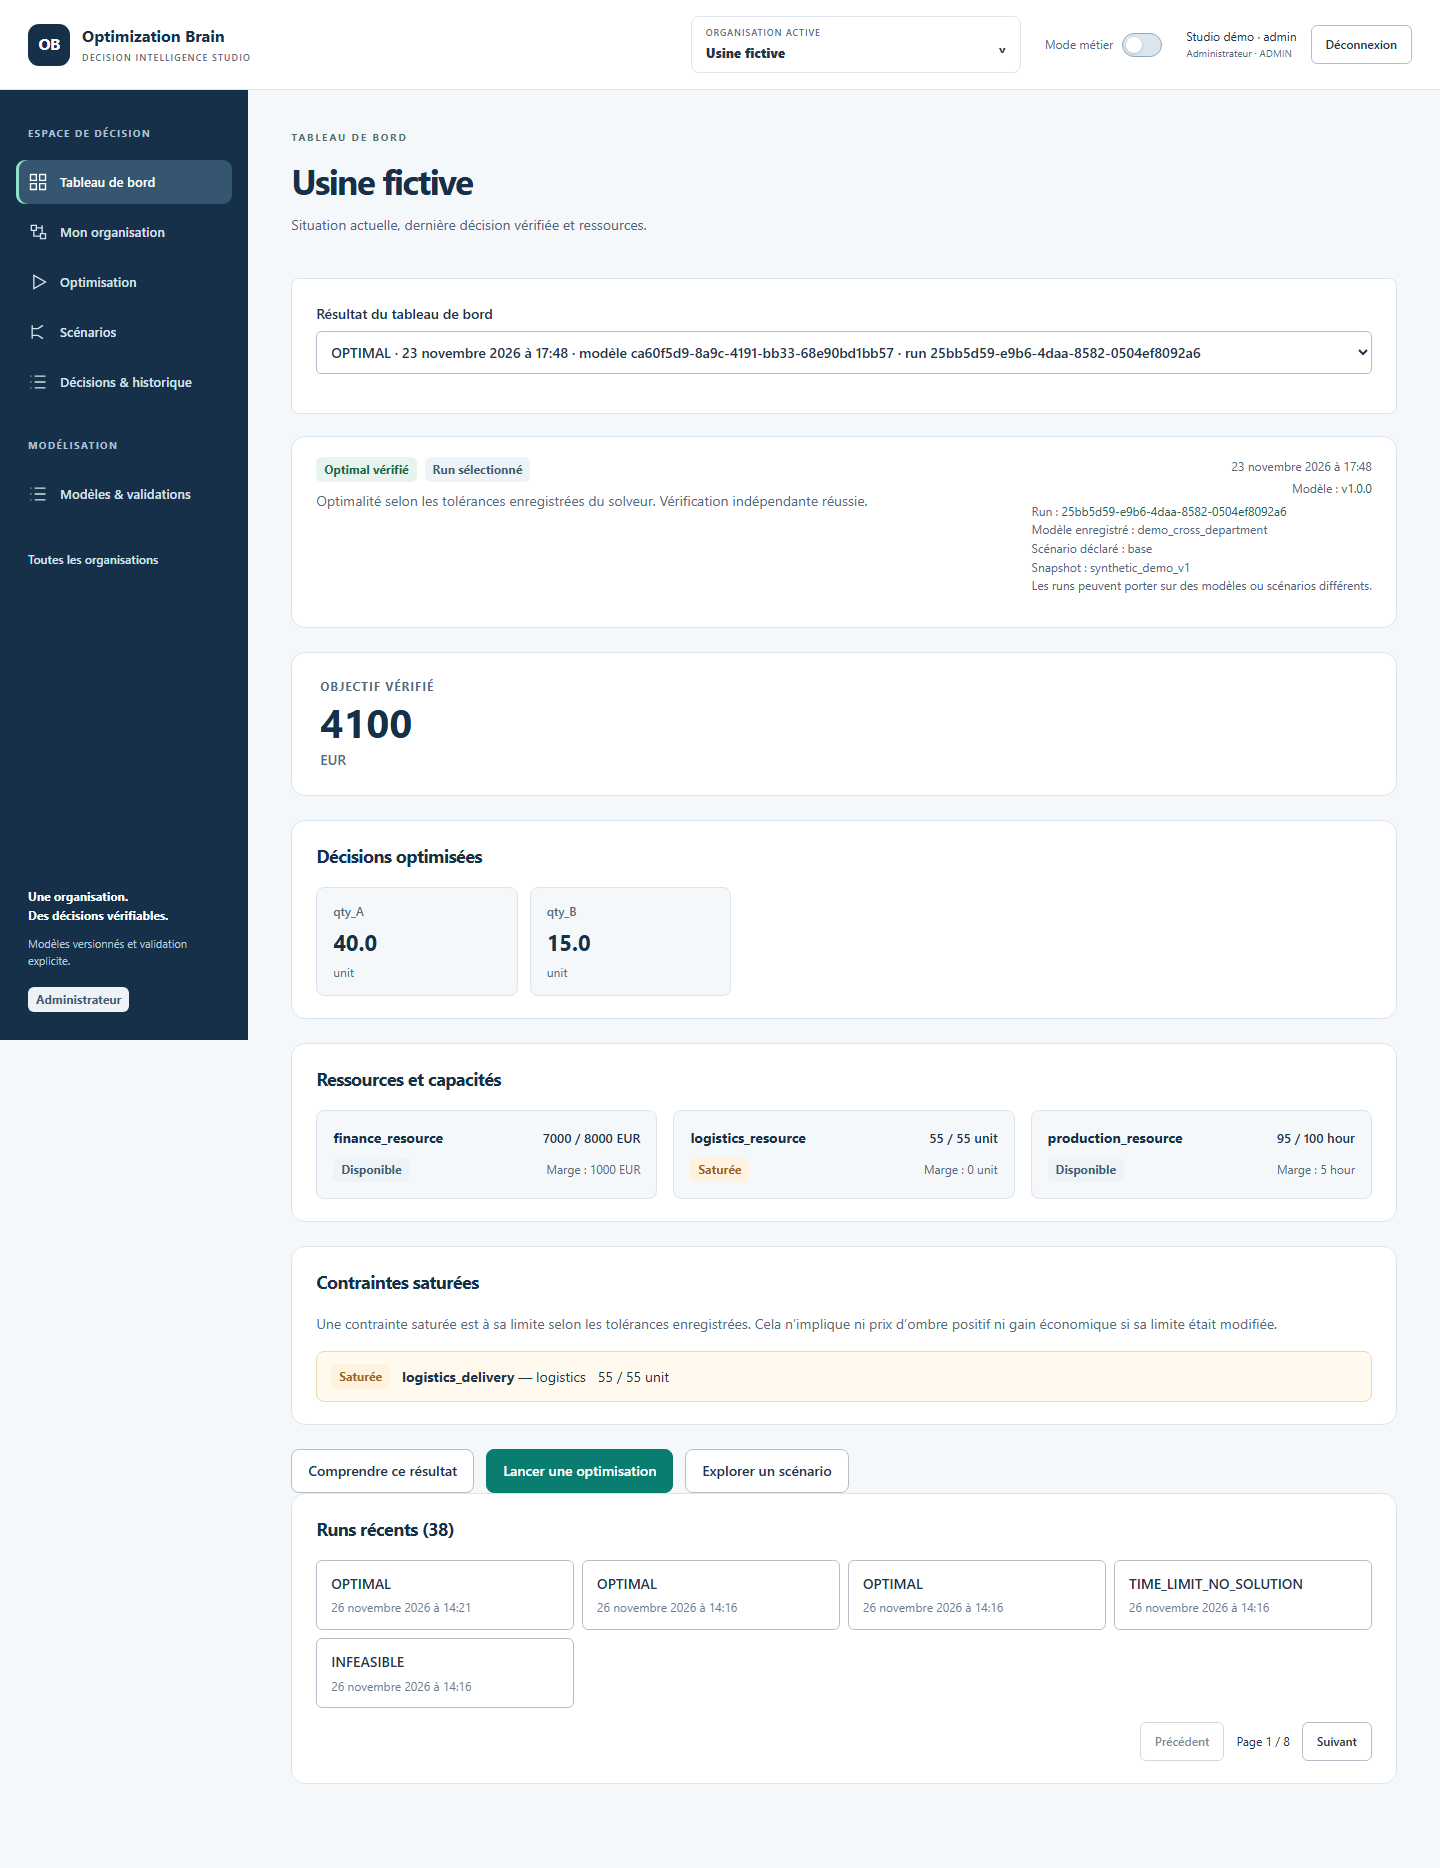 OB
Optimization Brain
DECISION INTELLIGENCE STUDIO
ORGANISATION ACTIVE
Usine fictive
v
Mode métier
Studio démo · admin
Administrateur · ADMIN
Déconnexion
ESPACE DE DÉCISION
Tableau de bord
Mon organisation
Optimisation
Scénarios
Décisions & historique
MODÉLISATION
Modèles & validations
Toutes les organisations
Une organisation.
Des décisions vérifiables.
Modèles versionnés et validation
explicite.
Administrateur
TABLEAU DE BORD
Usine fictive
Situation actuelle, dernière décision vérifiée et ressources.
Résultat du tableau de bord
OPTIMAL · 23 novembre 2026 à 17:48 · modèle ca60f5d9-8a9c-4191-bb33-68e90bd1bb57 · run 25bb5d59-e9b6-4daa-8582-0504ef8092a6
Optimal vérifié
Run sélectionné
Optimalité selon les tolérances enregistrées du solveur. Vérification indépendante réussie.
23 novembre 2026 à 17:48
Modèle : v1.0.0
Run : 25bb5d59-e9b6-4daa-8582-0504ef8092a6
Modèle enregistré : demo_cross_department
Scénario déclaré : base
Snapshot : synthetic_demo_v1
Les runs peuvent porter sur des modèles ou scénarios différents.
OBJECTIF VÉRIFIÉ
4100
EUR
Décisions optimisées
qty_A
40.0
unit
qty_B
15.0
unit
Ressources et capacités
finance_resource
7000 / 8000 EUR
Disponible
Marge : 1000 EUR
logistics_resource
55 / 55 unit
Saturée
Marge : 0 unit
production_resource
95 / 100 hour
Disponible
Marge : 5 hour
Contraintes saturées
Une contrainte saturée est à sa limite selon les tolérances enregistrées. Cela n'implique ni prix d'ombre positif ni gain économique si sa limite était modifiée.
Saturée logistics_delivery — logistics 55 / 55 unit
Comprendre ce résultat
Lancer une optimisation
Explorer un scénario
Runs récents (38)
OPTIMAL
26 novembre 2026 à 14:21
OPTIMAL
26 novembre 2026 à 14:16
OPTIMAL
26 novembre 2026 à 14:16
TIME_LIMIT_NO_SOLUTION
26 novembre 2026 à 14:16
INFEASIBLE
26 novembre 2026 à 14:16
Précédent
Page 1 / 8
Suivant